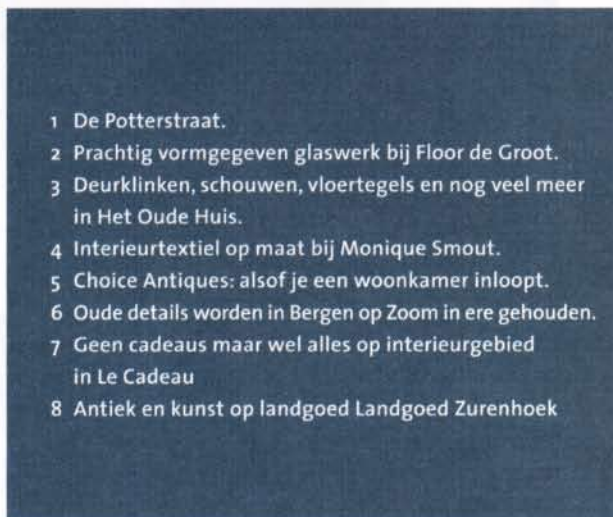 1 De Potterstraat.
2 Prachtig vormgegeven glaswerk bij Floor de Groot.
3 Deurklinken, schouwen, vloertegels en nog veel meer
in Het Oude Huis.
4 Interieurtextiel op maat bij Monique Smout.
5 Choice Antiques: alsof je een woonkamer inloopt.
6 Oude details worden in Bergen op Zoom in ere gehouden.
7 Geen cadeaus maar wel alles op interieurgebied
in Le Cadeau
8 Antiek en kunst op landgoed Landgoed Zurenhoek